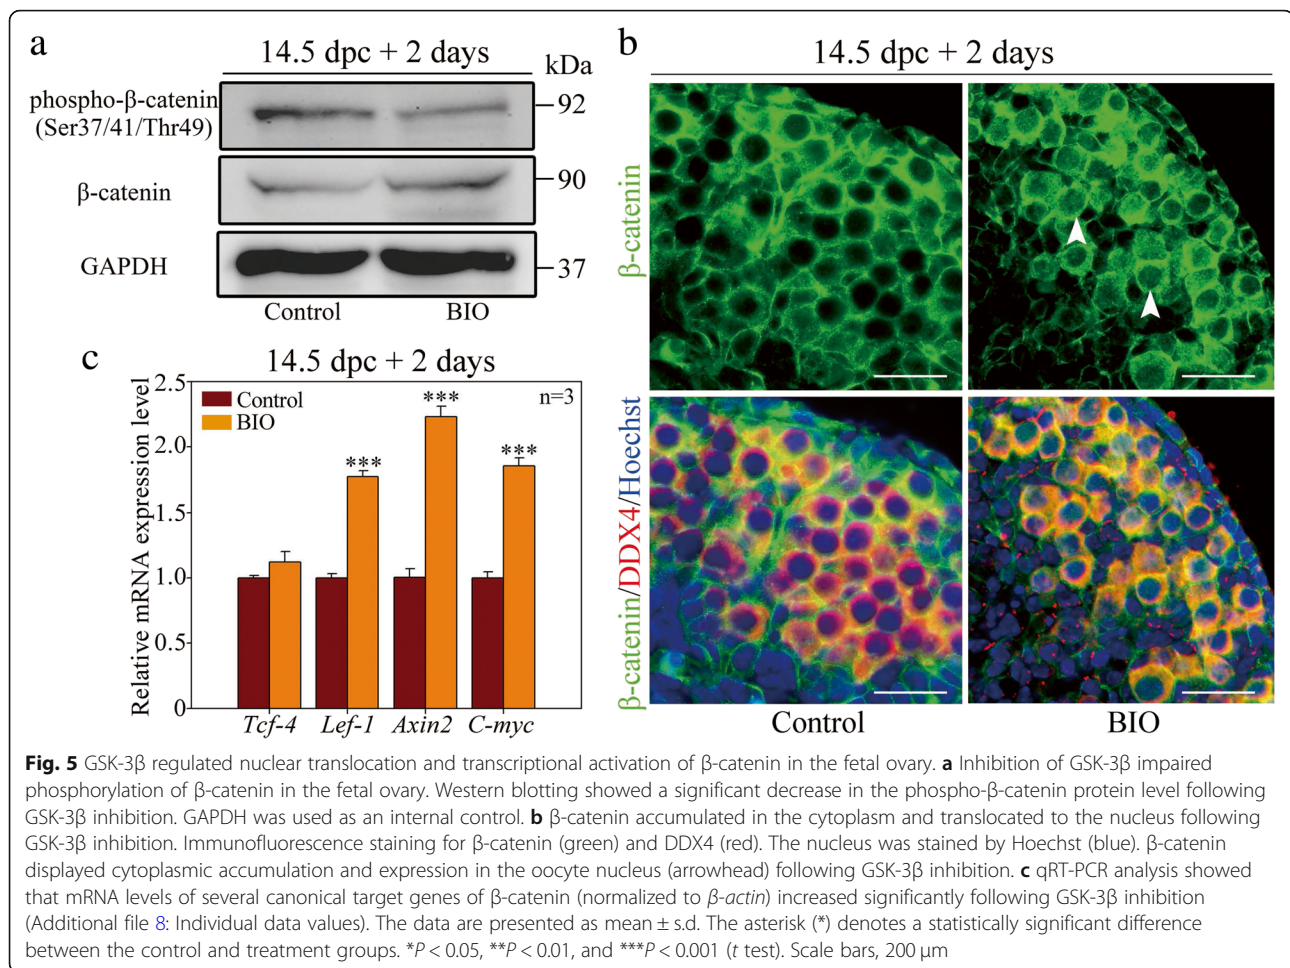 a
14.5 dpc + 2 days
kDa
phospho-β-catenin
(Ser37/41/Thr49)
92
β-catenin
90
GAPDH
37
Control
BIO
b
14.5 dpc + 2 days
β-catenin
β-catenin/DDX4/Hoechst
Control
BIO
c
14.5 dpc + 2 days
Relative mRNA expression level
2.5
2.0
1.5
1.0
0.5
0
Control
BIO
n=3
***
***
***
Tcf-4
Lef-1
Axin2
C-myc
Fig. 5 GSK-3β regulated nuclear translocation and transcriptional activation of β-catenin in the fetal ovary. a Inhibition of GSK-3β impaired
phosphorylation of β-catenin in the fetal ovary. Western blotting showed a significant decrease in the phospho-β-catenin protein level following
GSK-3β inhibition. GAPDH was used as an internal control. b β-catenin accumulated in the cytoplasm and translocated to the nucleus following
GSK-3β inhibition. Immunofluorescence staining for β-catenin (green) and DDX4 (red). The nucleus was stained by Hoechst (blue). β-catenin
displayed cytoplasmic accumulation and expression in the oocyte nucleus (arrowhead) following GSK-3β inhibition. c qRT-PCR analysis showed
that mRNA levels of several canonical target genes of β-catenin (normalized to β-actin) increased significantly following GSK-3β inhibition
(Additional file 8: Individual data values). The data are presented as mean ± s.d. The asterisk (*) denotes a statistically significant difference
between the control and treatment groups. *P < 0.05, **P < 0.01, and ***P < 0.001 (t test). Scale bars, 200 μm